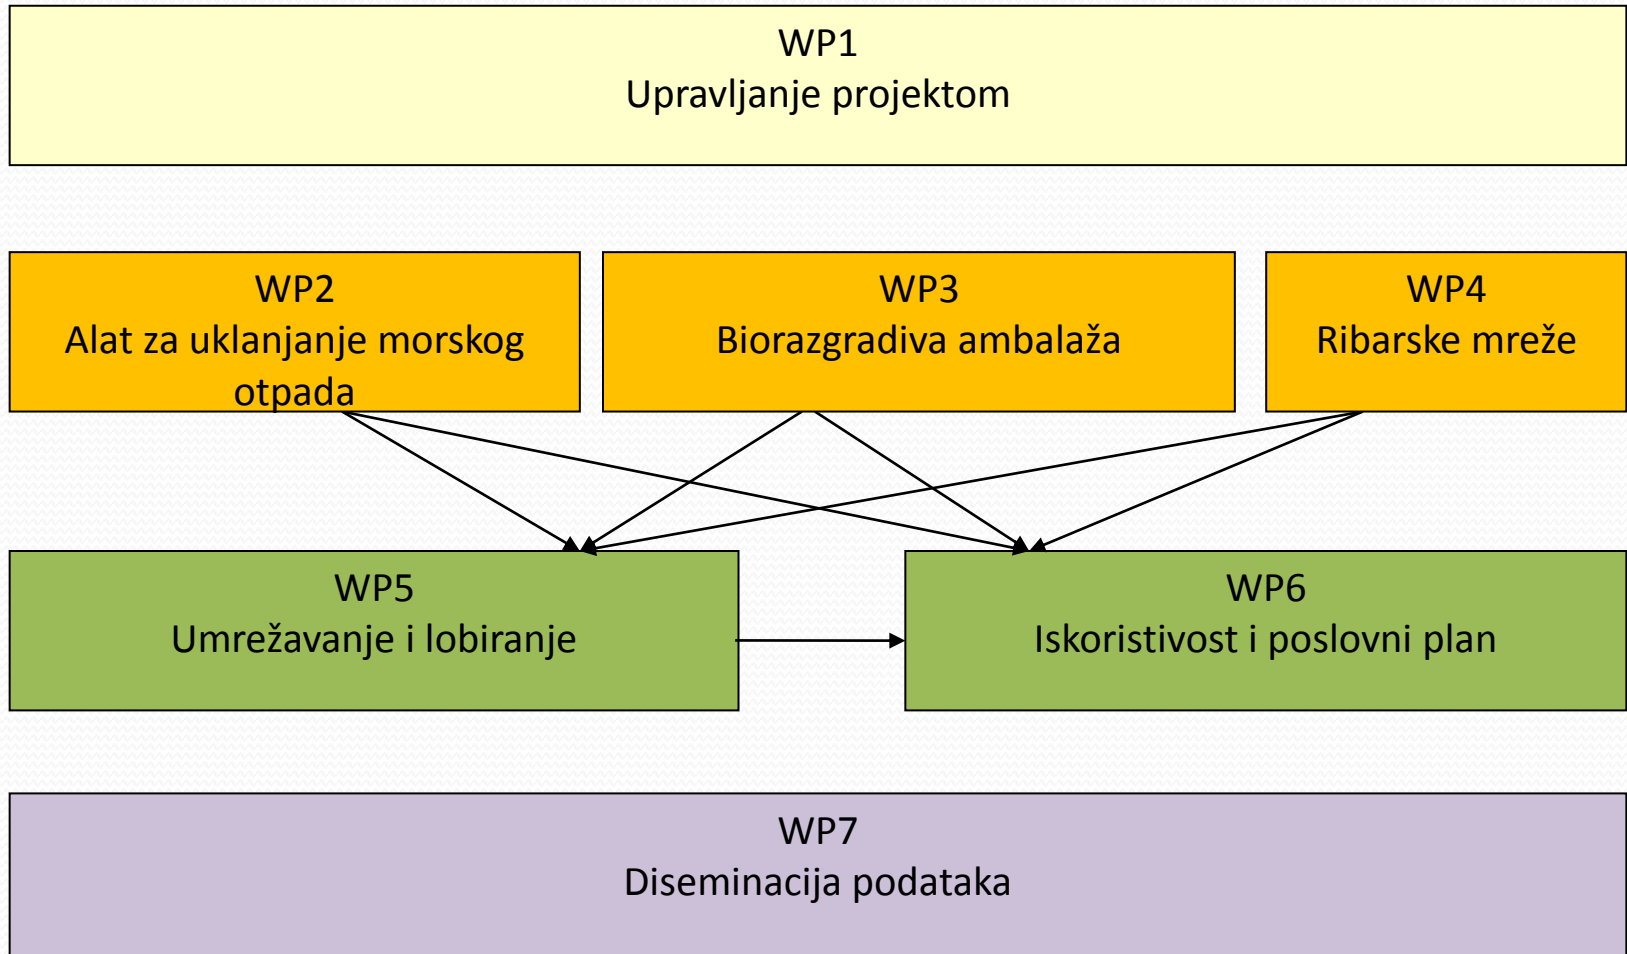 WP1
Upravljanje projektom
WP2
Alat za uklanjanje morskog
otpada
WP3
Biorazgradiva ambalaža
WP4
Ribarske mreže
WP5
Umrežavanje i lobiranje
WP6
Iskoristivost i poslovni plan
WP7
Diseminacija podataka